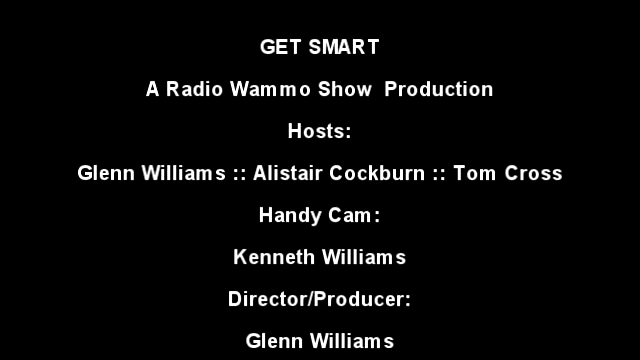 GET SMART
A Radio Wammo Show  Production
Hosts:
Glenn Williams :: Alistair Cockburn :: Tom Cross
Handy Cam:
Kenneth Williams
Director/Producer:
Glenn Williams